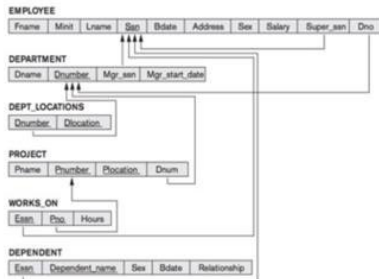 EMPLOYEE
Fname Minit Lname Ssn Bdate Address Sex Salary Super_ssn Dno
DEPARTMENT
Dname Dnumber Mgr_ssn Mgr_start_date
DEPT_LOCATIONS
Dnumber Dlocation
PROJECT
Pname Pnumber Plocation Dnum
WORKS_ON
Essn Pno Hours
DEPENDENT
Essn Dependent_name Sex Bdate Relationship